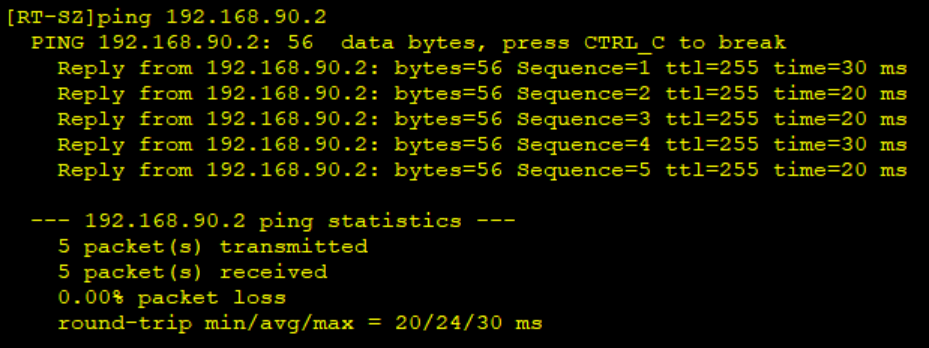 [RT-SZ]ping 192.168.90.2
PING 192.168.90.2: 56  data bytes, press CTRL_C to break
Reply from 192.168.90.2: bytes=56 Sequence=1 ttl=255 time=30 ms
Reply from 192.168.90.2: bytes=56 Sequence=2 ttl=255 time=20 ms
Reply from 192.168.90.2: bytes=56 Sequence=3 ttl=255 time=20 ms
Reply from 192.168.90.2: bytes=56 Sequence=4 ttl=255 time=30 ms
Reply from 192.168.90.2: bytes=56 Sequence=5 ttl=255 time=20 ms
--- 192.168.90.2 ping statistics ---
5 packet(s) transmitted
5 packet(s) received
0.00% packet loss
round-trip min/avg/max = 20/24/30 ms